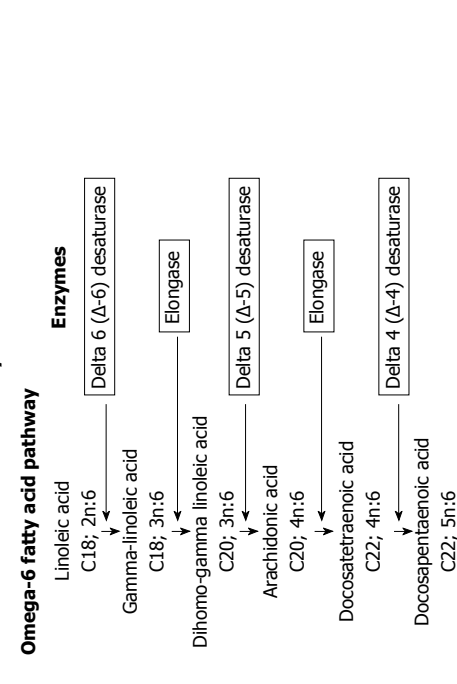 Omega-6 fatty acid pathway
Enzymes
Linoleic acid
C18; 2n:6
Delta 6 (Δ-6) desaturase
Gamma-linoleic acid
C18; 3n:6
Elongase
Dihomo-gamma linoleic acid
C20; 3n:6
Delta 5 (Δ-5) desaturase
Arachidonic acid
C20; 4n:6
Elongase
Docosatetraenoic acid
C22; 4n:6
Delta 4 (Δ-4) desaturase
Docosapentaenoic acid
C22; 5n:6